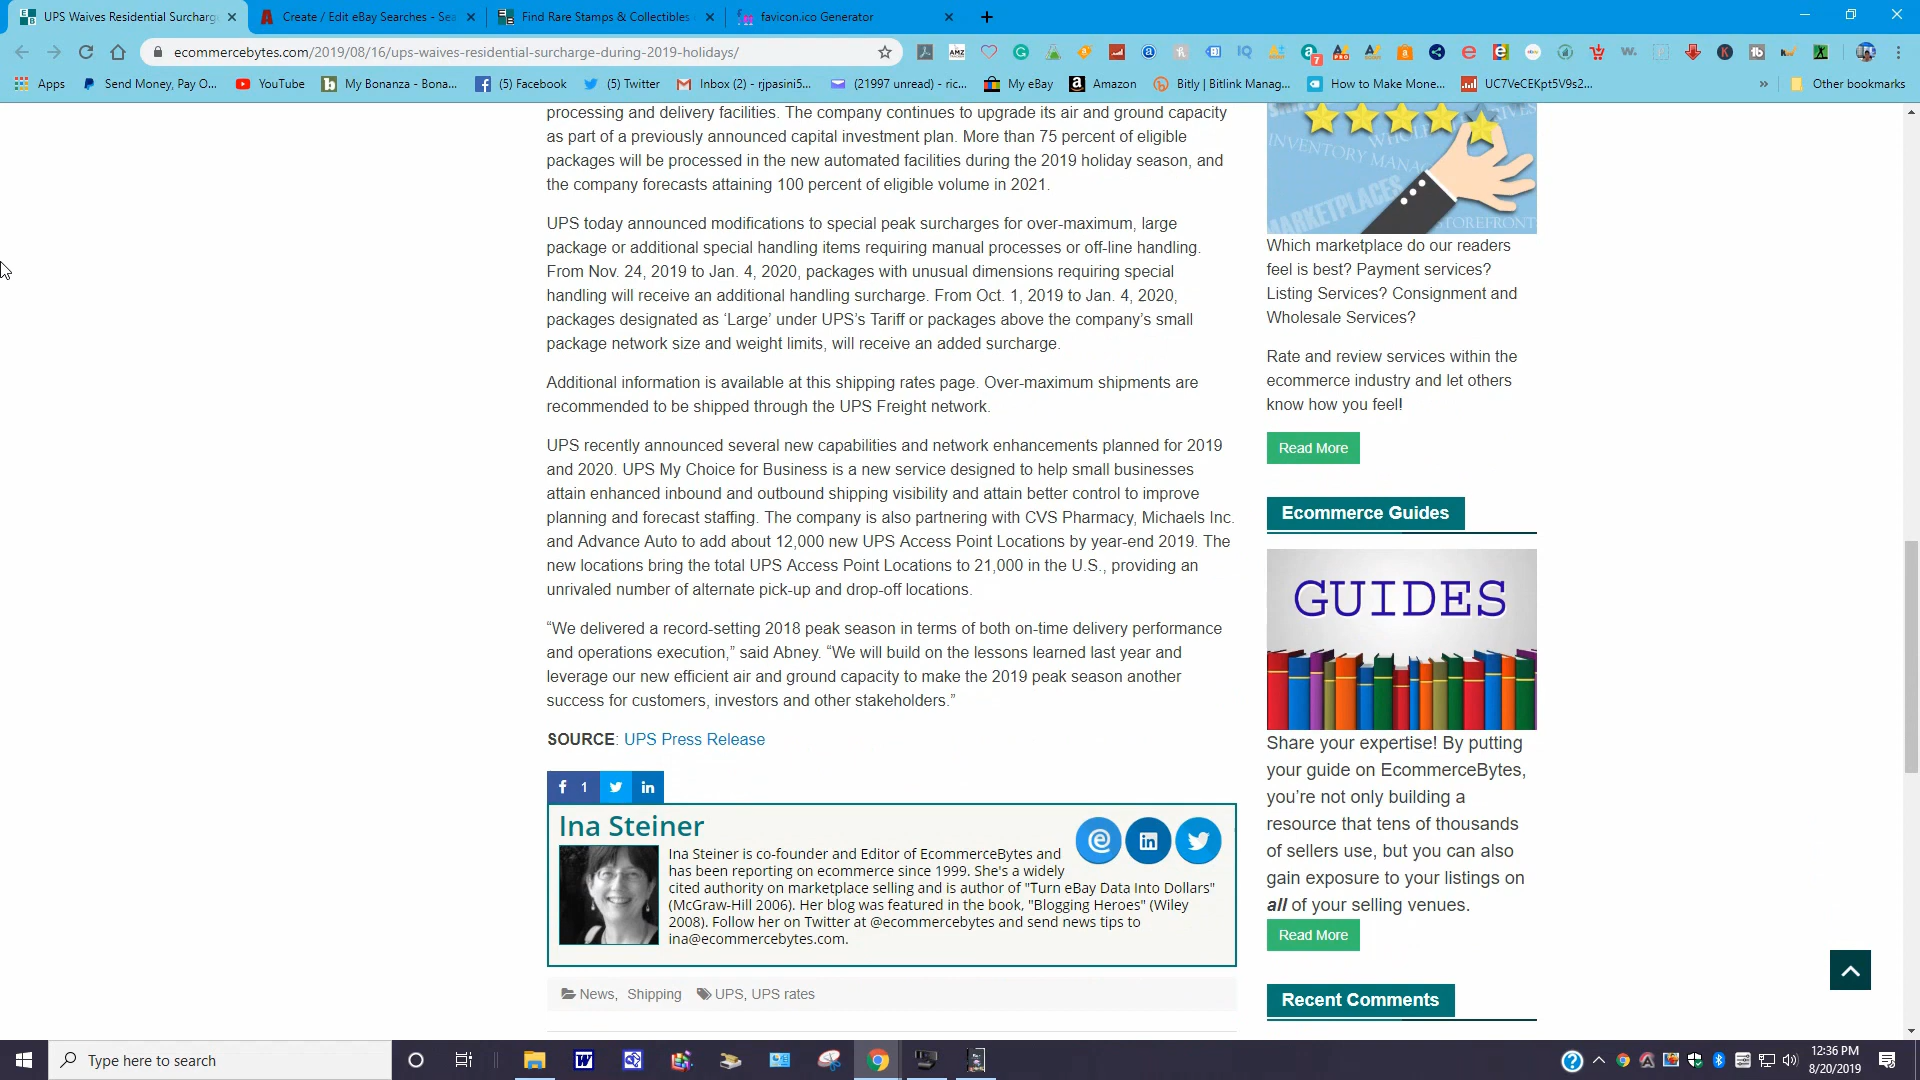 UPS Waives Residential Surcharg
Create / Edit eBay Searches - Sea
Find Rare Stamps & Collectibles
favicon.ico Generator
ecommercebytes.com/2019/08/16/ups-waives-residential-surcharge-during-2019-holidays/
Apps
Send Money, Pay O...
YouTube
My Bonanza - Bona...
(5) Facebook
(5) Twitter
Inbox (2) - rjpasini5...
(21997 unread) - ric...
My eBay
Amazon
Bitly | Bitlink Manag...
How to Make Mone...
UC7VeCEKpt5V9s2...
»
Other bookmarks
processing and delivery facilities. The company continues to upgrade its air and ground capacity
as part of a previously announced capital investment plan. More than 75 percent of eligible
packages will be processed in the new automated facilities during the 2019 holiday season, and
the company forecasts attaining 100 percent of eligible volume in 2021.
UPS today announced modifications to special peak surcharges for over-maximum, large
package or additional special handling items requiring manual processes or off-line handling.
From Nov. 24, 2019 to Jan. 4, 2020, packages with unusual dimensions requiring special
handling will receive an additional handling surcharge. From Oct. 1, 2019 to Jan. 4, 2020,
packages designated as ‘Large’ under UPS’s Tariff or packages above the company’s small
package network size and weight limits, will receive an added surcharge.
Additional information is available at this shipping rates page. Over-maximum shipments are
recommended to be shipped through the UPS Freight network.
UPS recently announced several new capabilities and network enhancements planned for 2019
and 2020. UPS My Choice for Business is a new service designed to help small businesses
attain enhanced inbound and outbound shipping visibility and attain better control to improve
planning and forecast staffing. The company is also partnering with CVS Pharmacy, Michaels Inc.
and Advance Auto to add about 12,000 new UPS Access Point Locations by year-end 2019. The
new locations bring the total UPS Access Point Locations to 21,000 in the U.S., providing an
unrivaled number of alternate pick-up and drop-off locations.
“We delivered a record-setting 2018 peak season in terms of both on-time delivery performance
and operations execution,” said Abney. “We will build on the lessons learned last year and
leverage our new efficient air and ground capacity to make the 2019 peak season another
success for customers, investors and other stakeholders.”
SOURCE: UPS Press Release
1
Ina Steiner
Ina Steiner is co-founder and Editor of EcommerceBytes and
has been reporting on ecommerce since 1999. She's a widely
cited authority on marketplace selling and is author of "Turn eBay Data Into Dollars"
(McGraw-Hill 2006). Her blog was featured in the book, "Blogging Heroes" (Wiley
2008). Follow her on Twitter at @ecommercebytes and send news tips to
ina@ecommercebytes.com.
News, Shipping UPS, UPS rates
INVENTORY MANAG
MARKETPLACES
STOREFRONT
Which marketplace do our readers
feel is best? Payment services?
Listing Services? Consignment and
Wholesale Services?
Rate and review services within the
ecommerce industry and let others
know how you feel!
Read More
Ecommerce Guides
GUIDES
Share your expertise! By putting
your guide on EcommerceBytes,
you’re not only building a
resource that tens of thousands
of sellers use, but you can also
gain exposure to your listings on
all of your selling venues.
Read More
Recent Comments
Type here to search
12:36 PM
8/20/2019